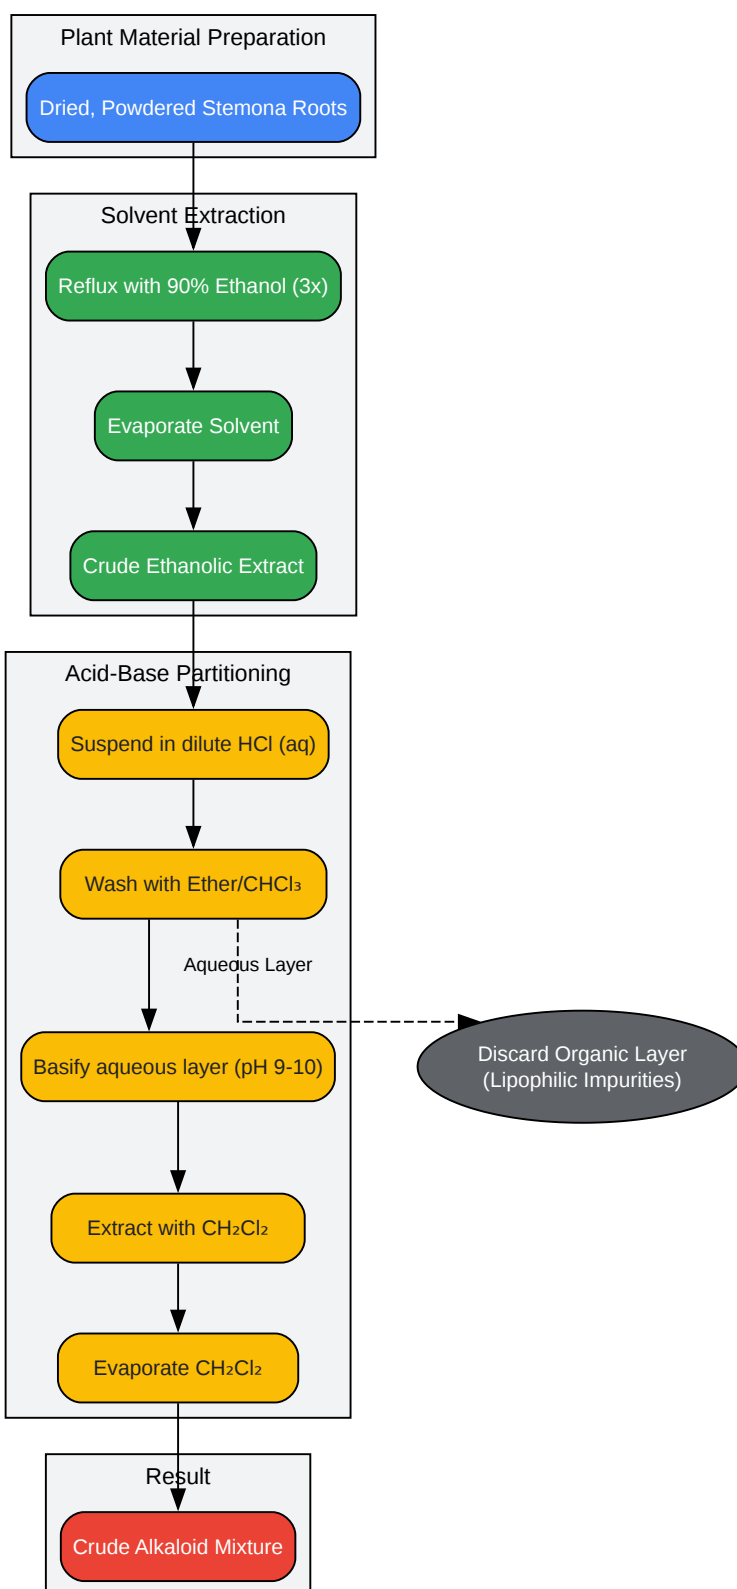 Plant Material Preparation
Dried, Powdered Stemona Roots
Solvent Extraction
Reflux with 90% Ethanol (3x)
Evaporate Solvent
Crude Ethanolic Extract
Acid-Base Partitioning
Suspend in dilute HCl (aq)
Wash with Ether/CHCl₃
Aqueous Layer
Discard Organic Layer
(Lipophilic Impurities)
Basify aqueous layer (pH 9-10)
Extract with CH₂Cl₂
Evaporate CH₂Cl₂
Result
Crude Alkaloid Mixture